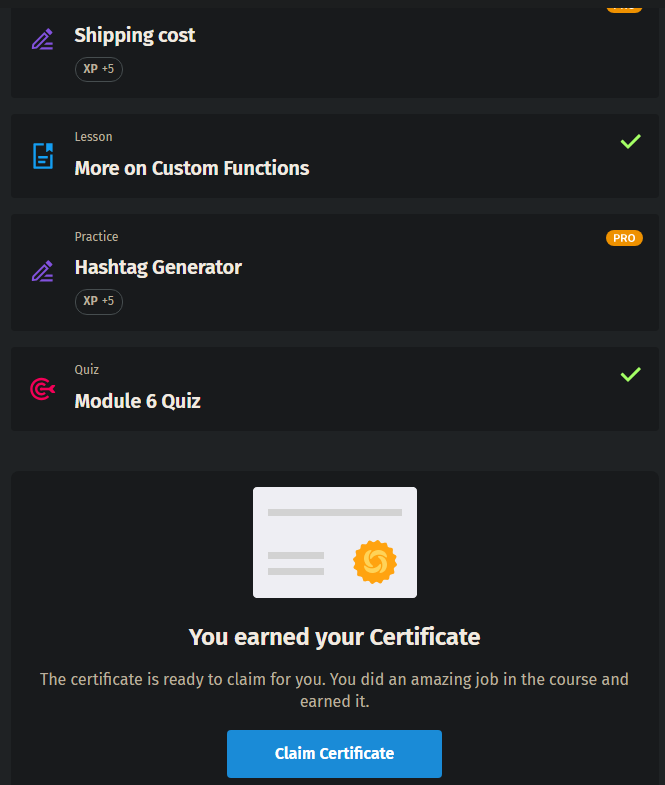 Shipping cost
XP +5
Lesson
More on Custom Functions
Practice
PRO
Hashtag Generator
XP +5
Quiz
Module 6 Quiz
You earned your Certificate
The certificate is ready to claim for you. You did an amazing job in the course and
earned it.
Claim Certificate